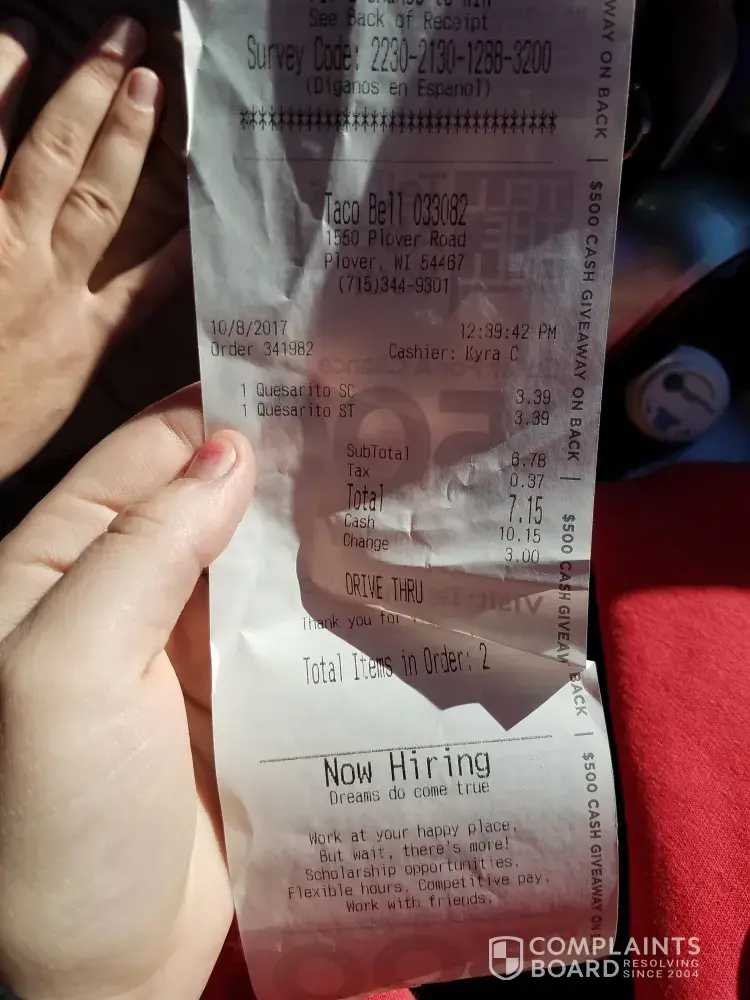 See Back of Receipt
Survey Code: 2230-2130-1288-3200
(Diganos en Espanol)
********************************
Taco Bell 033082
1550 Plover Road
Plover, WI 54467
(715)344-9301
10/8/2017 12:39:42 PM
Order 341982 Cashier: Kyra C
1 Quesarito SC 3.39
1 Quesarito ST 3.39
SubTotal 6.78
Tax 0.37
Total 7.15
Cash 10.15
Change 3.00
DRIVE THRU
Thank you for
Total Items in Order: 2
Now Hiring
Dreams do come true
Work at your happy place.
But wait, there's more!
Scholarship opportunities.
Flexible hours. Competitive pay.
Work with friends.
WAY ON BACK | $500 CASH GIVEAWAY ON BACK | $500 CASH GIVEAW BACK | $500 CASH GIVEAWAY ON
COMPLAINTS
BOARD RESOLVING
SINCE 2004